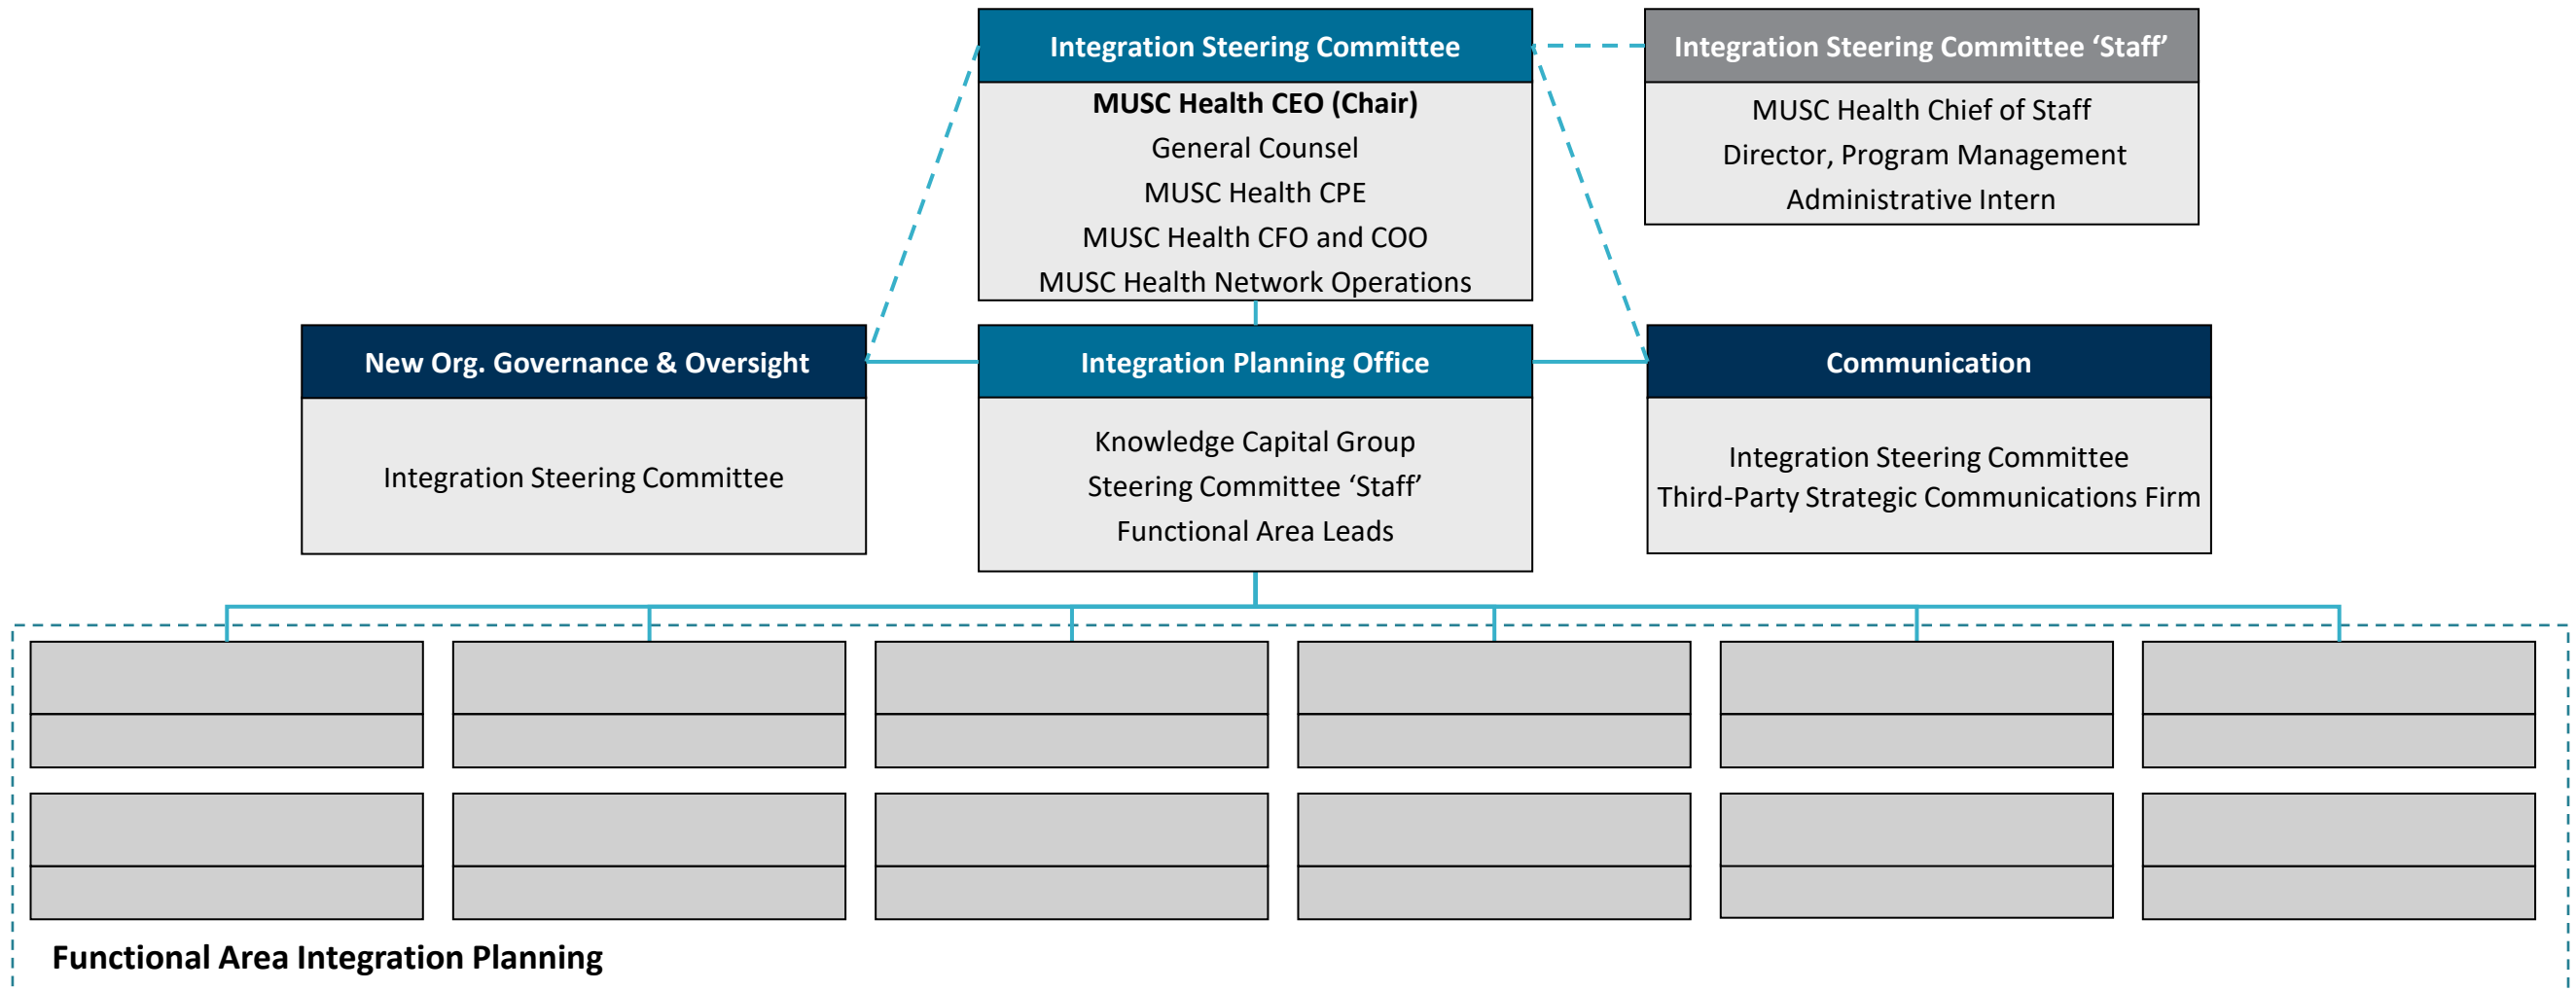 Integration Steering Committee
MUSC Health CEO (Chair)
General Counsel
MUSC Health CPE
MUSC Health CFO and COO
MUSC Health Network Operations
Integration Steering Committee ‘Staff’
MUSC Health Chief of Staff
Director, Program Management
Administrative Intern
New Org. Governance & Oversight
Integration Steering Committee
Integration Planning Office
Knowledge Capital Group
Steering Committee ‘Staff’
Functional Area Leads
Communication
Integration Steering Committee
Third-Party Strategic Communications Firm
Functional Area Integration Planning